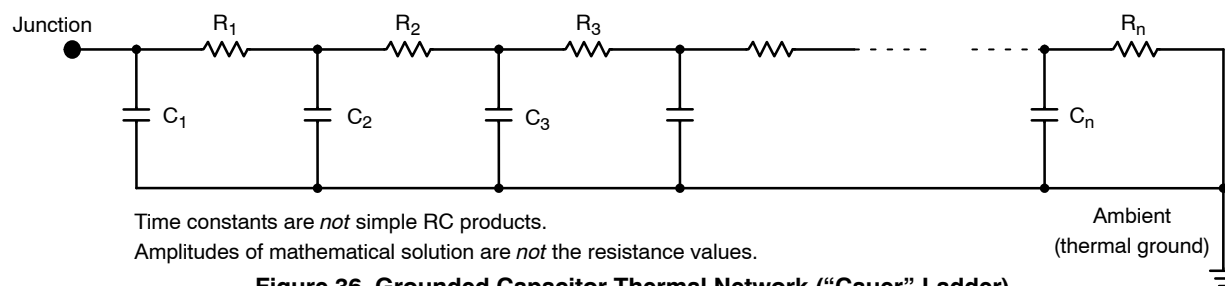 Junction
R1 R2 R3 Rn
C1 C2 C3 Cn
Time constants are not simple RC products.
Amplitudes of mathematical solution are not the resistance values.
Ambient
(thermal ground)
Figure 36. Grounded Capacitor Thermal Network (“Cauer” Ladder)